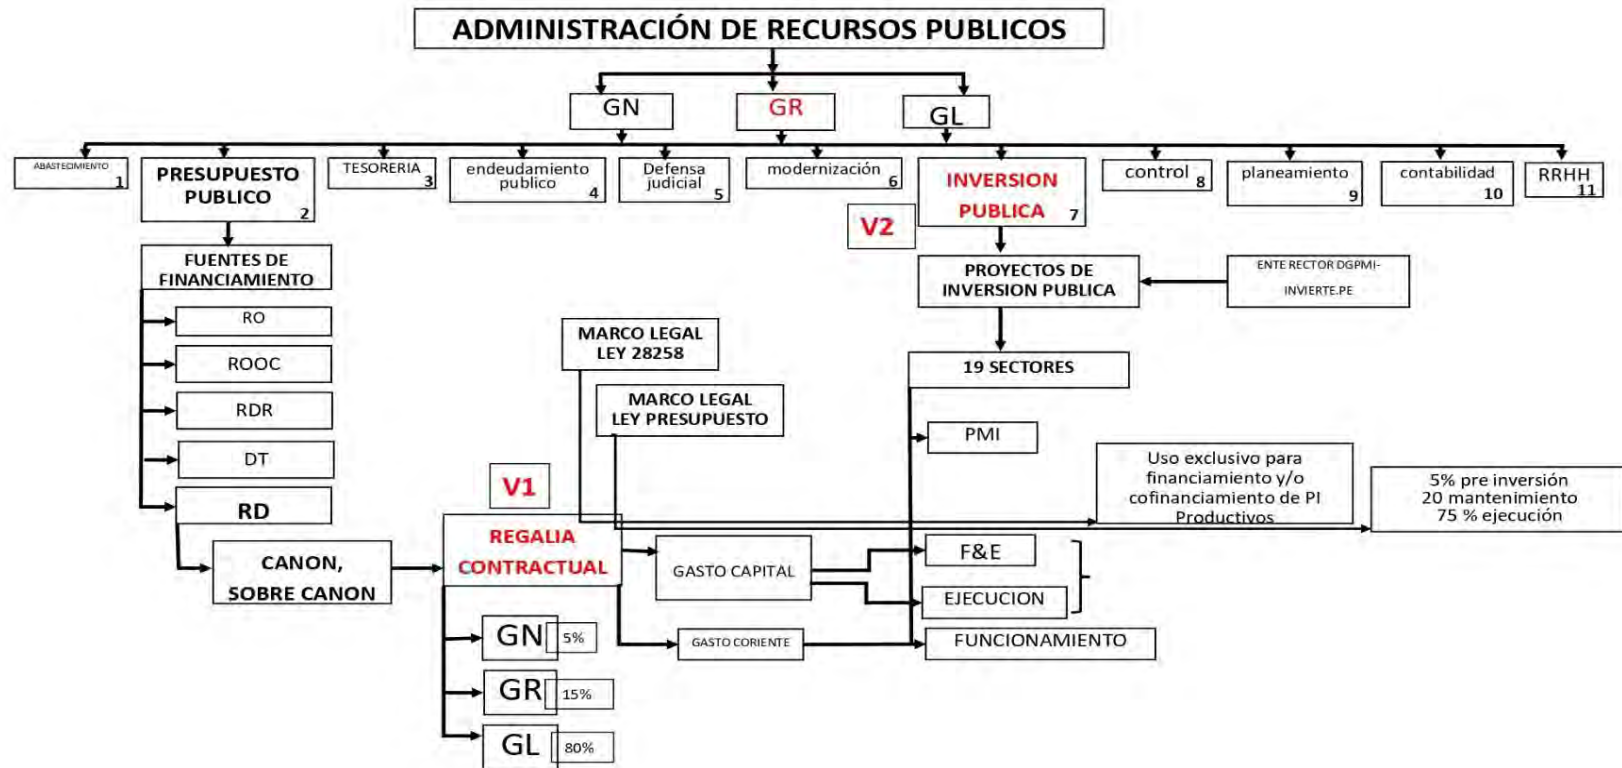 ADMINISTRACIÓN DE RECURSOS PUBLICOS
GN
GR
GL
ABASTECIMIENTO
1
PRESUPUESTO
PUBLICO
2
TESORERIA
3
endeudamiento
publico
4
Defensa
judicial
5
modernización
6
INVERSION
PUBLICA
7
control
8
planeamiento
9
contabilidad
10
RRHH
11
V2
FUENTES DE
FINANCIAMIENTO
RO
ROOC
RDR
DT
RD
CANON,
SOBRE CANON
PROYECTOS DE
INVERSION PUBLICA
ENTE RECTOR DGPMI-
INVIERTE.PE
MARCO LEGAL
LEY 28258
MARCO LEGAL
LEY PRESUPUESTO
19 SECTORES
PMI
Uso exclusivo para
financiamiento y/o
cofinanciamiento de PI
Productivos
5% pre inversión
20 mantenimiento
75 % ejecución
V1
REGALIA
CONTRACTUAL
GASTO CAPITAL
F&E
EJECUCION
GASTO CORIENTE
FUNCIONAMIENTO
GN
5%
GR
15%
GL
80%